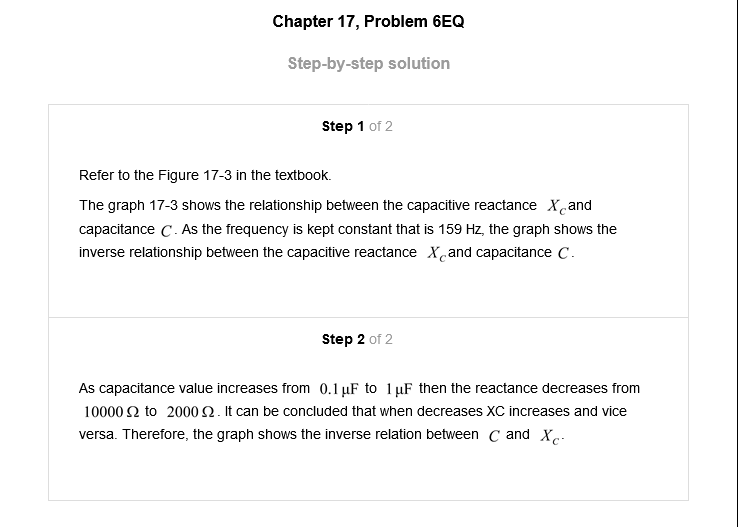 Chapter 17, Problem 6EQ
Step-by-step solution
Step 1 of 2
Refer to the Figure 17-3 in the textbook.
The graph 17-3 shows the relationship between the capacitive reactance X_C and
capacitance C. As the frequency is kept constant that is 159 Hz, the graph shows the
inverse relationship between the capacitive reactance X_C and capacitance C.
Step 2 of 2
As capacitance value increases from 0.1 μF to 1 μF then the reactance decreases from
10000 Ω to 2000 Ω. It can be concluded that when decreases XC increases and vice
versa. Therefore, the graph shows the inverse relation between C and X_C.